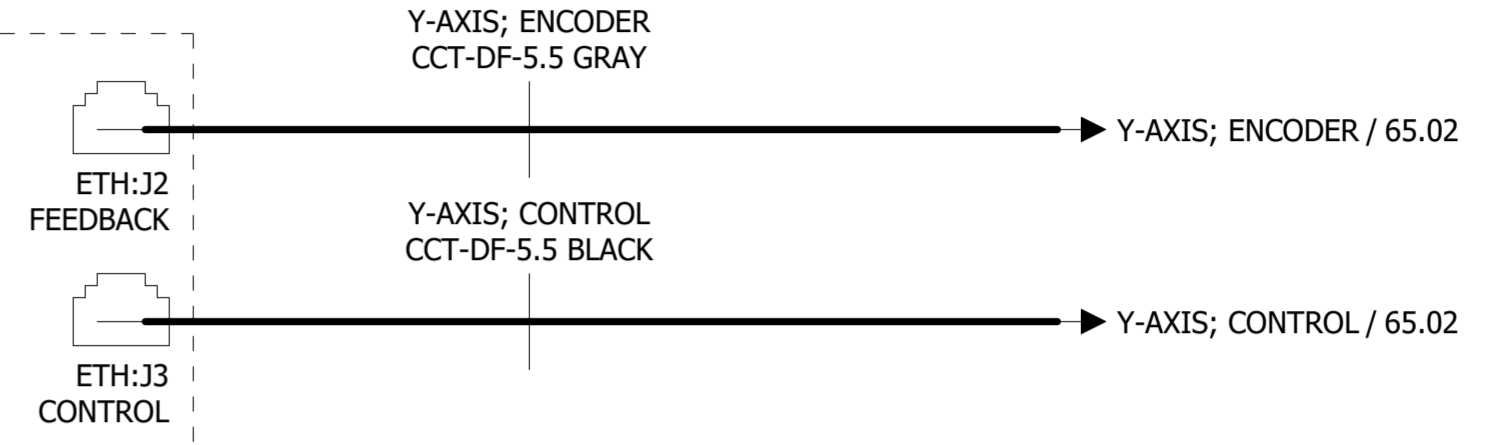 Y-AXIS; ENCODER
CCT-DF-5.5 GRAY
Y-AXIS; ENCODER / 65.02
ETH:J2
FEEDBACK
Y-AXIS; CONTROL
CCT-DF-5.5 BLACK
Y-AXIS; CONTROL / 65.02
ETH:J3
CONTROL